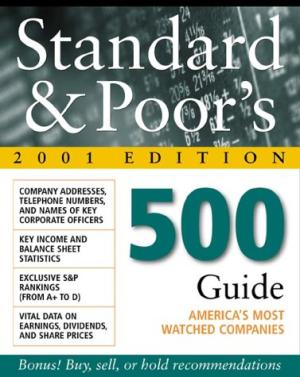 Standard
& Poor's
2001 EDITION
COMPANY ADDRESSES,
TELEPHONE NUMBERS,
AND NAMES OF KEY
CORPORATE OFFICERS
KEY INCOME AND
BALANCE SHEET
STATISTICS
EXCLUSIVE S&P
RANKINGS
(FROM A+ TO D)
VITAL DATA ON
EARNINGS, DIVIDENDS,
AND SHARE PRICES
500
Guide
AMERICA'S MOST
WATCHED COMPANIES
Bonus! Buy, sell, or hold recommendations